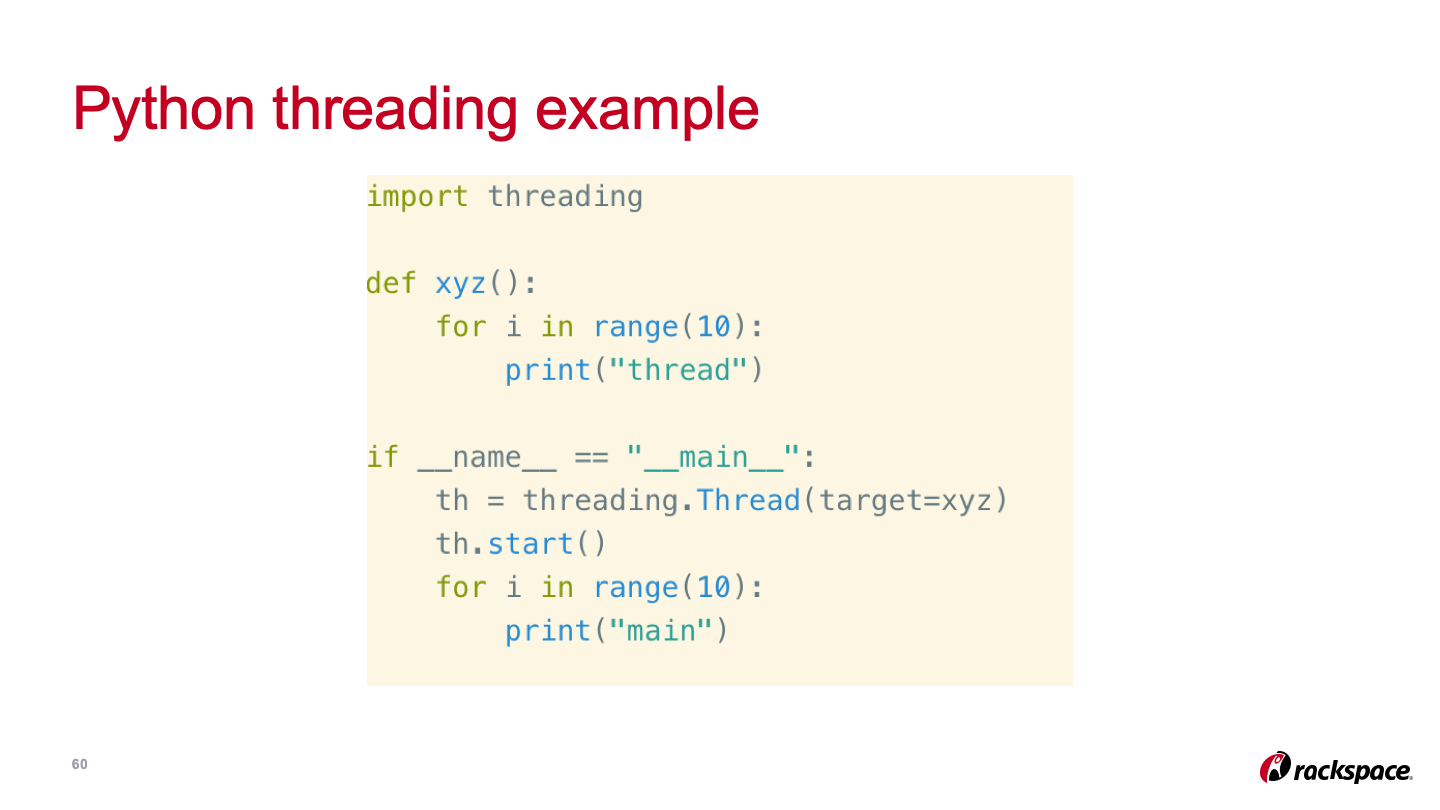 Python threading example
import threading
def xyz():
    for i in range(10):
        print("thread")
if __name__ == "__main__":
    th = threading.Thread(target=xyz)
    th.start()
    for i in range(10):
        print("main")
60
rackspace.